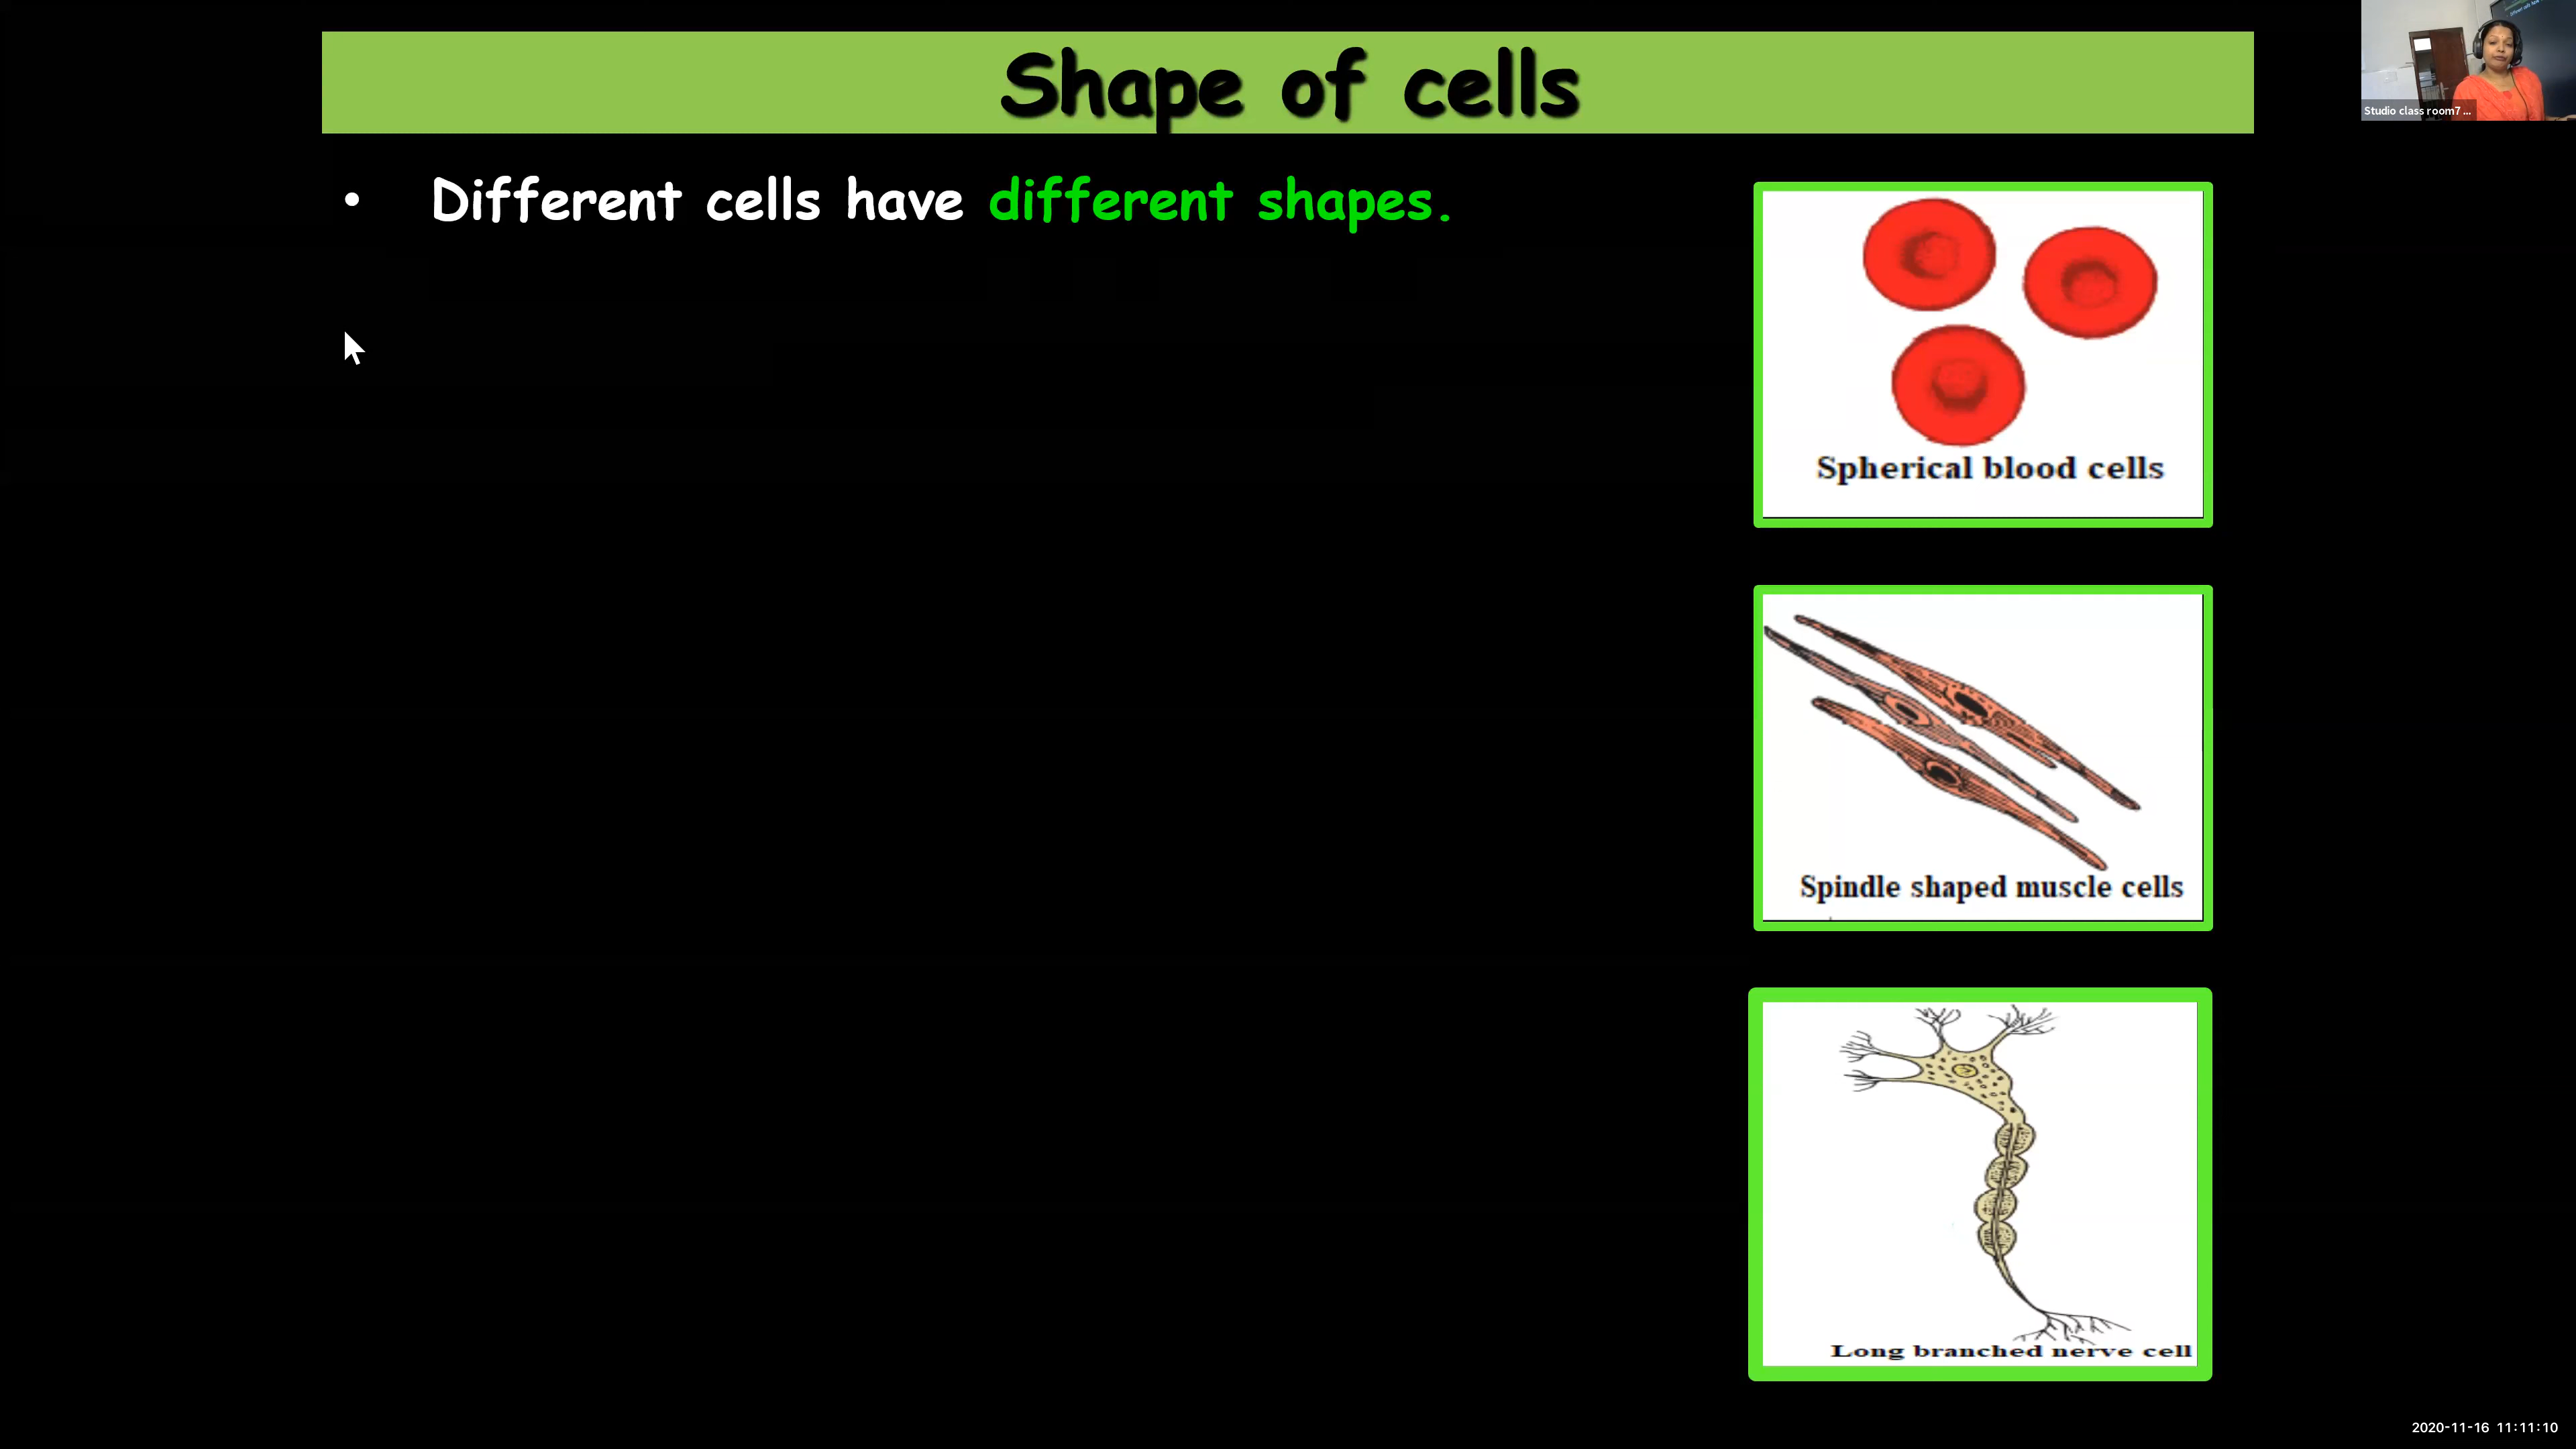 Shape of cells
Studio class room7 ...
• Different cells have different shapes.
Spherical blood cells
Spindle shaped muscle cells
Long branched nerve cell
2020-11-16 11:11:10